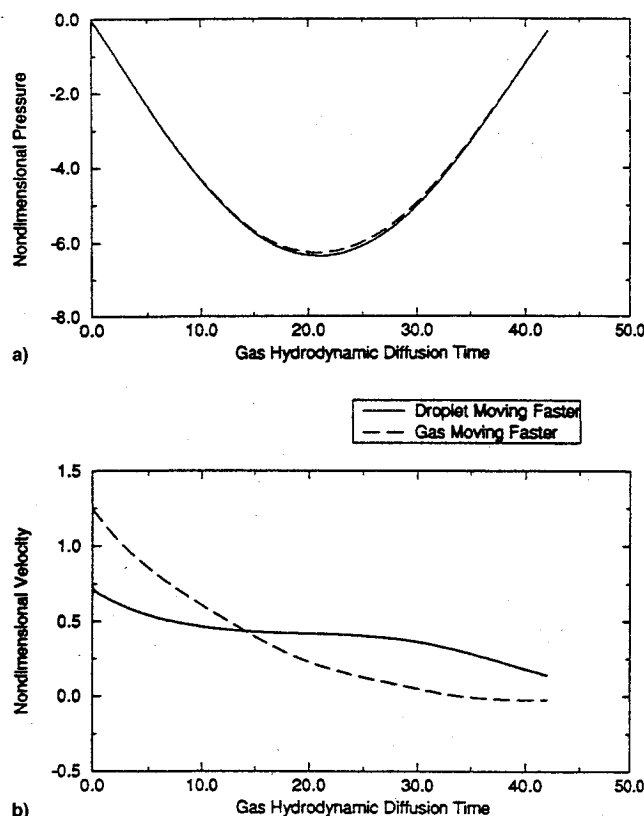 0.0
-2.0
-4.0
-6.0
-8.0
Nondimensional Pressure
0.0 10.0 20.0 30.0 40.0 50.0
a) Gas Hydrodynamic Diffusion Time
Droplet Moving Faster
Gas Moving Faster
1.5
1.0
0.5
0.0
-0.5
Nondimensional Velocity
0.0 10.0 20.0 30.0 40.0 50.0
b) Gas Hydrodynamic Diffusion Time